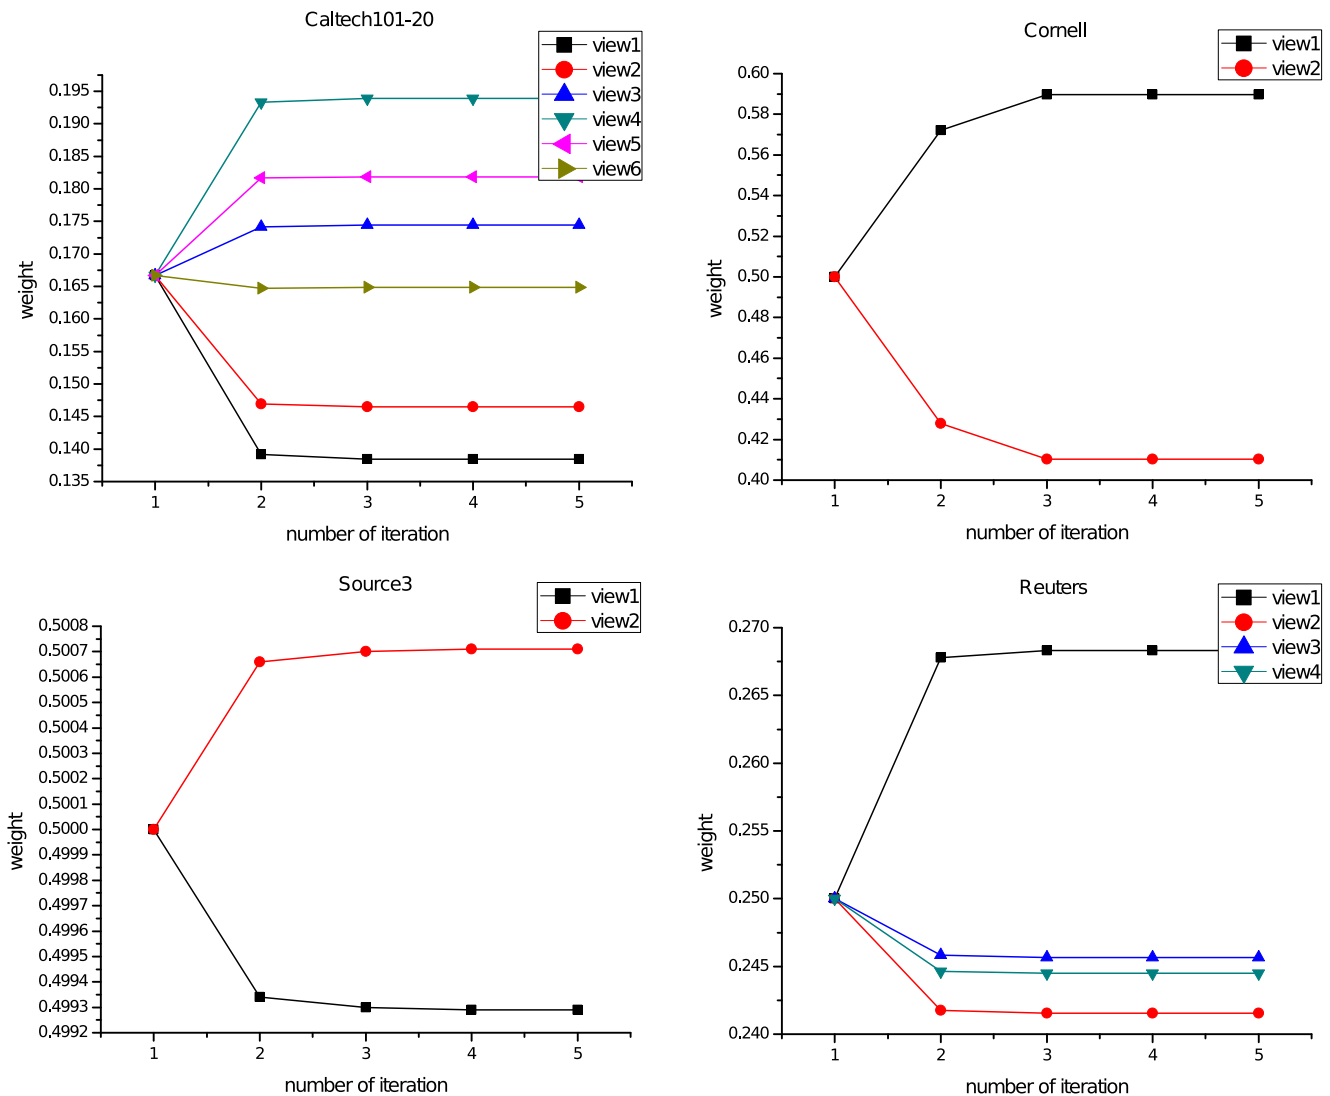 Caltech101-20
view1
view2
view3
view4
view5
view6
0.195
0.190
0.185
0.180
0.175
0.170
0.165
0.160
0.155
0.150
0.145
0.140
0.135
weight
1 2 3 4 5
number of iteration
Cornell
view1
view2
0.60
0.58
0.56
0.54
0.52
0.50
0.48
0.46
0.44
0.42
0.40
weight
1 2 3 4 5
number of iteration
Source3
view1
view2
0.5008
0.5007
0.5006
0.5005
0.5004
0.5003
0.5002
0.5001
0.5000
0.4999
0.4998
0.4997
0.4996
0.4995
0.4994
0.4993
0.4992
weight
1 2 3 4 5
number of iteration
Reuters
view1
view2
view3
view4
0.270
0.265
0.260
0.255
0.250
0.245
0.240
weight
1 2 3 4 5
number of iteration